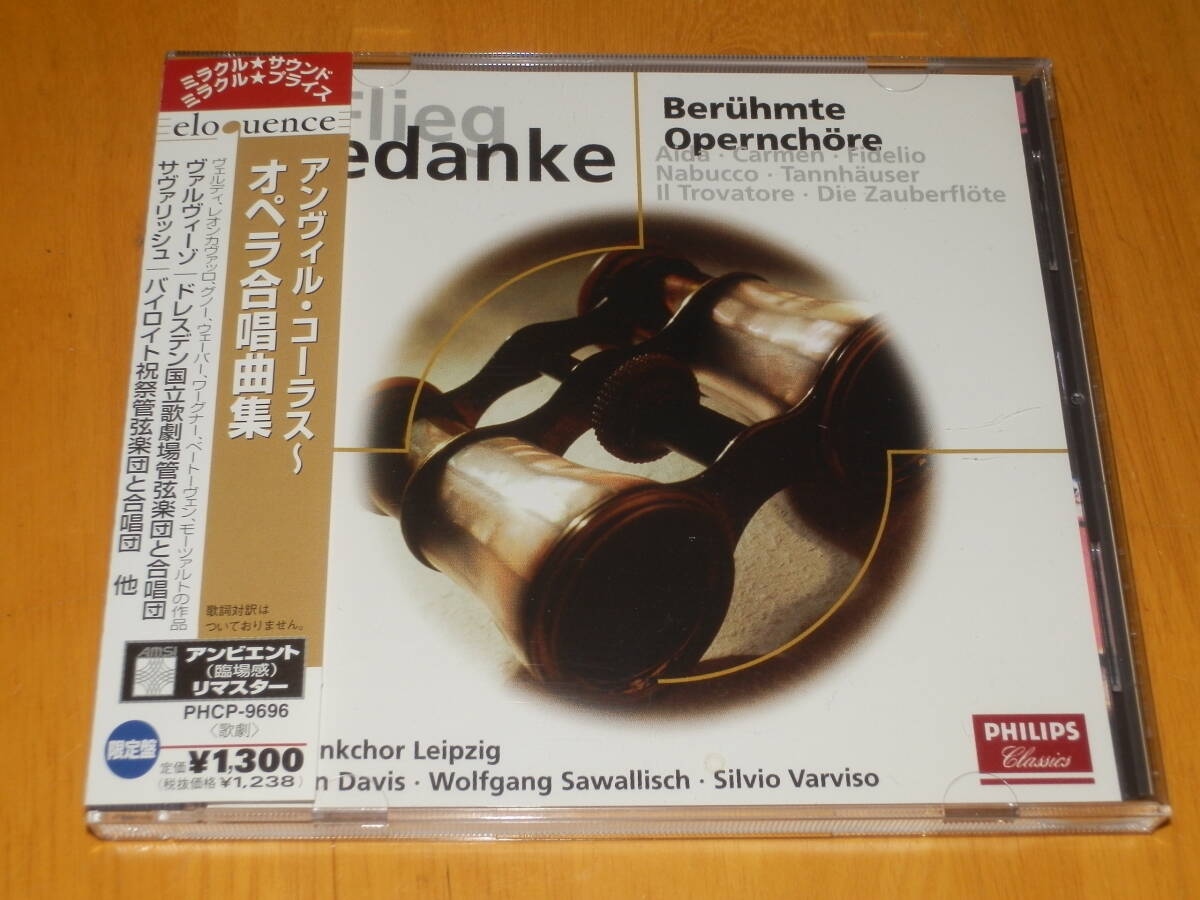 ミラクル★サウンド
ミラクル★プライス
eloquence
アンヴィル・コーラス〜
オペラ合唱曲集
ヴェルディ、レオンカヴァッロ、グノー、ウェーバー、ワーグナー、ベートーヴェン、モーツァルトの作品
ヴァルヴィーゾ|ドレスデン国立歌劇場管弦楽団と合唱団
サヴァリッシュ|バイロイト祝祭管弦楽団と合唱団 他
歌詞対訳は
ついておりません。
AMSI
アンビエント
(臨場感)
リマスター
PHCP-9696
〈歌劇〉
限定盤
定価¥1,300
(税抜価格 ¥1,238)
Flieg
edanke
Berühmte
Opernchöre
Aida · Carmen · Fidelio
Nabucco · Tannhäuser
Il Trovatore · Die Zauberflöte
PHILIPS
Classics
nkchor Leipzig
n Davis · Wolfgang Sawallisch · Silvio Varviso